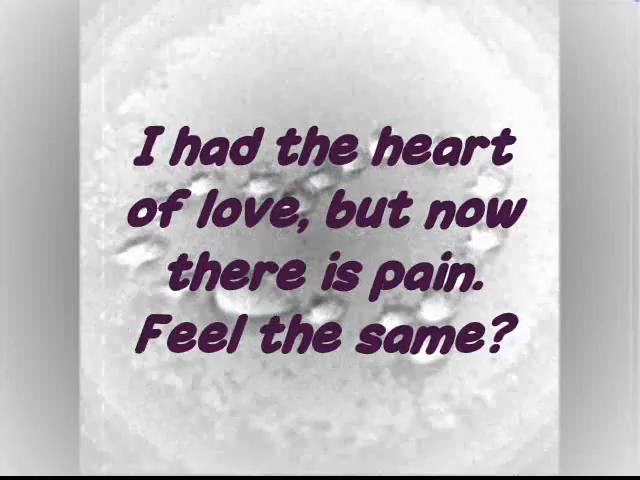 I had the heart
of love, but now
there is pain.
Feel the same?